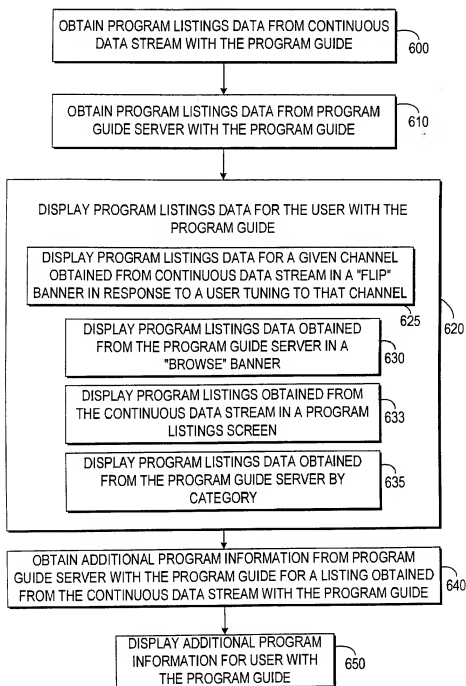 OBTAIN PROGRAM LISTINGS DATA FROM CONTINUOUS
DATA STREAM WITH THE PROGRAM GUIDE
600
OBTAIN PROGRAM LISTINGS DATA FROM PROGRAM
GUIDE SERVER WITH THE PROGRAM GUIDE
610
DISPLAY PROGRAM LISTINGS DATA FOR THE USER WITH THE
PROGRAM GUIDE
620
DISPLAY PROGRAM LISTINGS DATA FOR A GIVEN CHANNEL
OBTAINED FROM CONTINUOUS DATA STREAM IN A "FLIP"
BANNER IN RESPONSE TO A USER TUNING TO THAT CHANNEL
625
DISPLAY PROGRAM LISTINGS DATA OBTAINED
FROM THE PROGRAM GUIDE SERVER IN A
"BROWSE" BANNER
630
DISPLAY PROGRAM LISTINGS OBTAINED FROM
THE CONTINUOUS DATA STREAM IN A PROGRAM
LISTINGS SCREEN
633
DISPLAY PROGRAM LISTINGS DATA OBTAINED
FROM THE PROGRAM GUIDE SERVER BY
CATEGORY
635
OBTAIN ADDITIONAL PROGRAM INFORMATION FROM PROGRAM
GUIDE SERVER WITH THE PROGRAM GUIDE FOR A LISTING OBTAINED
FROM THE CONTINUOUS DATA STREAM WITH THE PROGRAM GUIDE
640
DISPLAY ADDITIONAL PROGRAM
INFORMATION FOR USER WITH
THE PROGRAM GUIDE
650